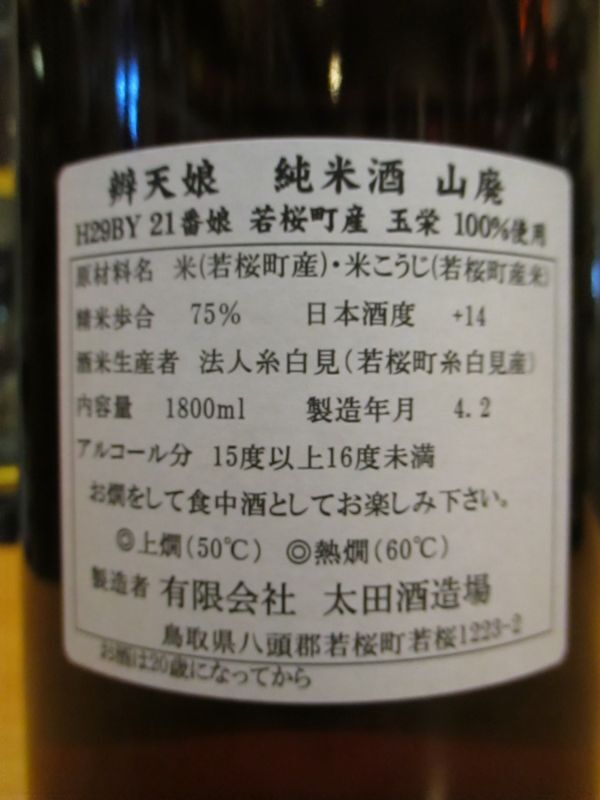 辨天娘 純米酒 山廃
H29BY 21番娘 若桜町産 玉栄 100%使用
原材料名 米(若桜町産)・米こうじ(若桜町産米)
精米歩合 75% 日本酒度 +14
酒米生産者 法人糸白見(若桜町糸白見産)
内容量 1800ml 製造年月 4.2
アルコール分 15度以上16度未満
お燗をして食中酒としてお楽しみ下さい。
◎上燗(50℃) ◎熱燗(60℃)
製造者 有限会社 太田酒造場
鳥取県八頭郡若桜町若桜1223-2
お酒は20歳になってから